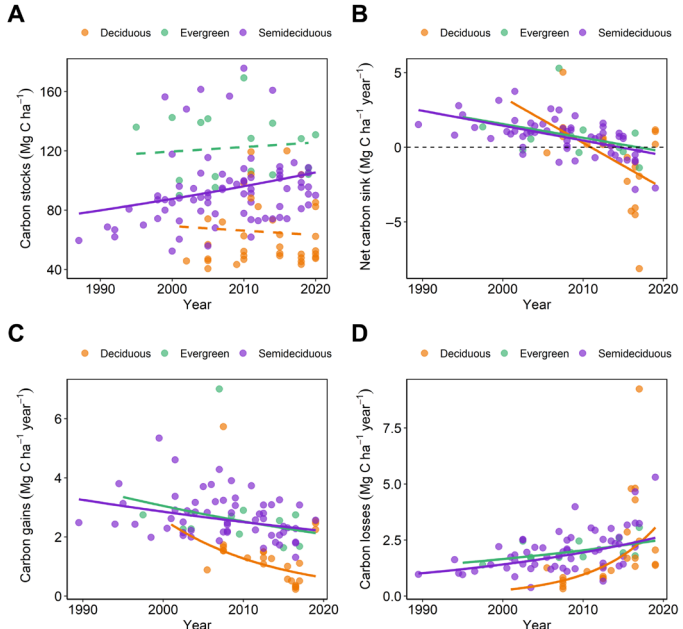 A
Deciduous Evergreen Semideciduous
Carbon stocks (Mg C ha⁻¹)
160
120
80
40
1990 2000 2010 2020
Year
B
Deciduous Evergreen Semideciduous
Net carbon sink (Mg C ha⁻¹ year⁻¹)
5
0
−5
1990 2000 2010 2020
Year
C
Deciduous Evergreen Semideciduous
Carbon gains (Mg C ha⁻¹ year⁻¹)
6
4
2
0
1990 2000 2010 2020
Year
D
Deciduous Evergreen Semideciduous
Carbon losses (Mg C ha⁻¹ year⁻¹)
7.5
5.0
2.5
0.0
1990 2000 2010 2020
Year